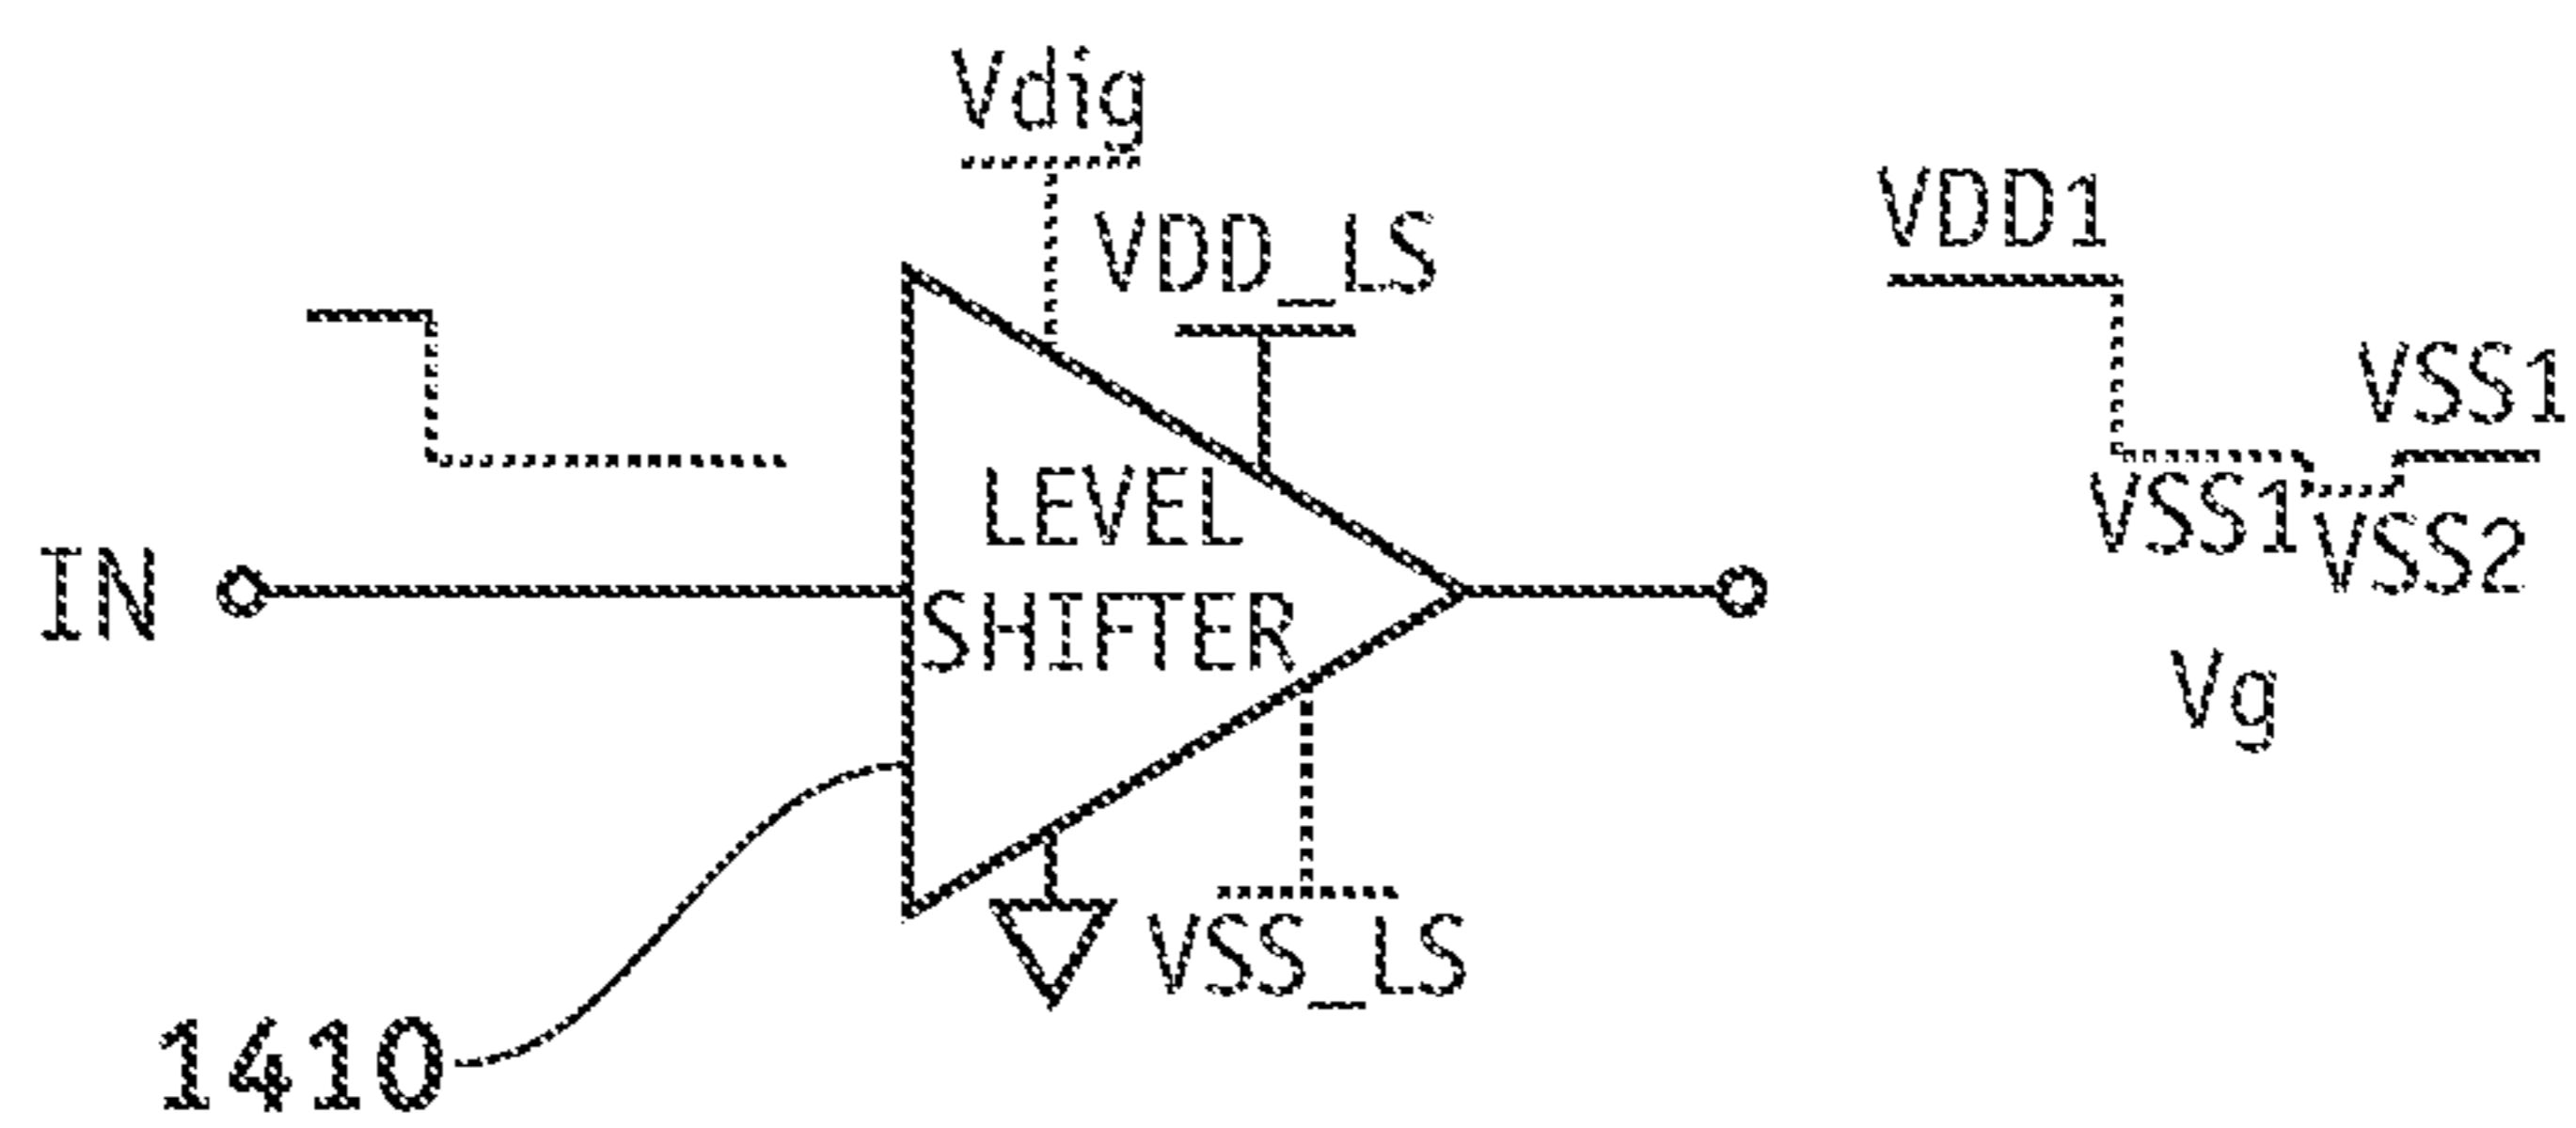 Vdig
VDD_LS
VDD1
VSS1
VSS1
VSS2
LEVEL
SHIFTER
IN
Vg
VSS_LS
1410